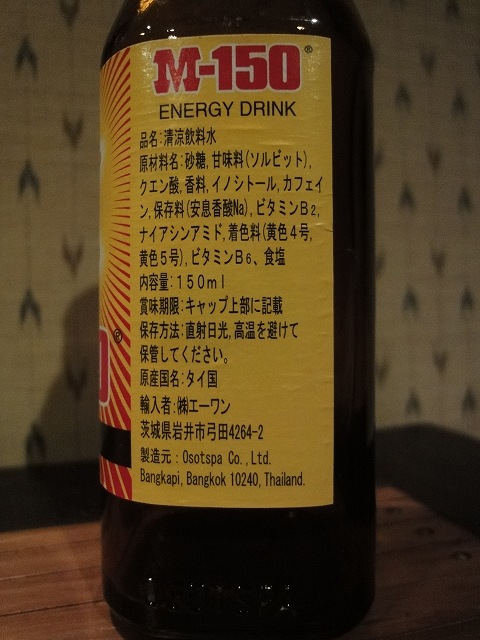 M-150®
ENERGY DRINK
品名:清涼飲料水
原材料名:砂糖,甘味料(ソルビット),
クエン酸,香料,イノシトール,カフェイ
ン,保存料(安息香酸Na),ビタミンB2,
ナイアシンアミド,着色料(黄色4号,
黄色5号),ビタミンB6、食塩
内容量:150ml
賞味期限:キャップ上部に記載
保存方法:直射日光,高温を避けて
保管してください。
原産国名:タイ国
輸入者:㈱エーワン
茨城県岩井市弓田4264-2
製造元:Osotspa Co.,Ltd.
Bangkapi, Bangkok 10240, Thailand.
®
0